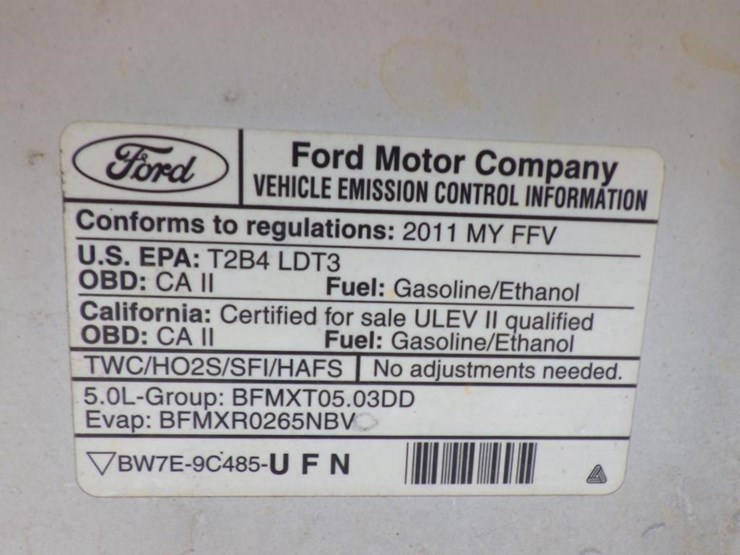 Ford
Ford Motor Company
VEHICLE EMISSION CONTROL INFORMATION
Conforms to regulations: 2011 MY FFV
U.S. EPA: T2B4 LDT3
OBD: CA II Fuel: Gasoline/Ethanol
California: Certified for sale ULEV II qualified
OBD: CA II Fuel: Gasoline/Ethanol
TWC/HO2S/SFI/HAFS No adjustments needed.
5.0L-Group: BFMXT05.03DD
Evap: BFMXR0265NBV
▽BW7E-9C485-U F N